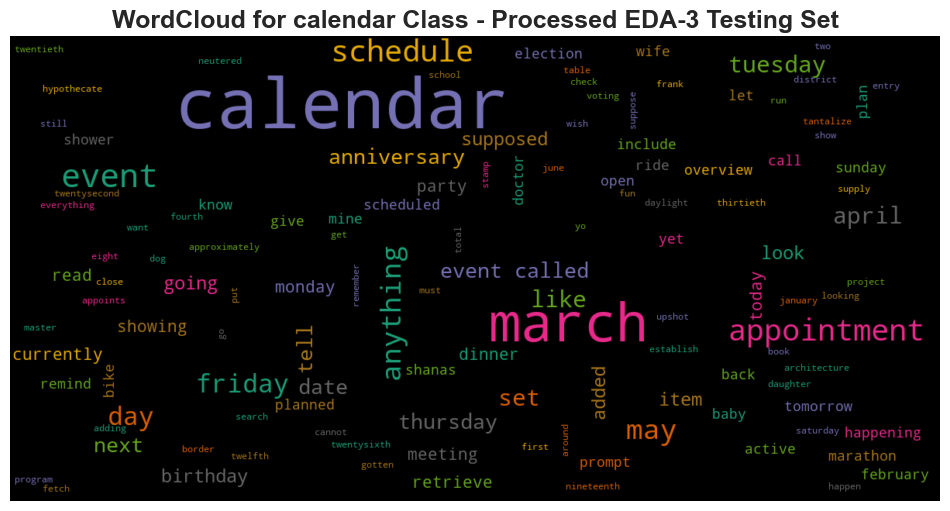 WordCloud for calendar Class - Processed EDA-3 Testing Set
twentieth
neutered
schedule
election
wife
two
tuesday
hypothecate
school
table
check
voting
frank
district
entry
calendar
let
run
plan
still
shower
wish
suppose
tantalize
show
supposed
include
event
anniversary
stamp
doctor
june
ride
overview
call
sunday
twentysecond
party
open
fun
supply
everything
know
scheduled
daylight
thirtieth
april
fourth
give
mine
want
get
yo
approximately
total
yet
look
eight
dog
anything
read
close
going
put
monday
remember
must
event called
like
today
january
looking
project
appoints
master
showing
go
tell
march
upshot
appointment
currently
dinner
establish
book
bike
shanas
back
architecture
daughter
remind
friday
date
planned
set
added
item
baby
tomorrow
day
adding
search
thursday
may
saturday
happening
next
border
cannot
twentysixth
first
around
active
marathon
twelfth
gotten
meeting
prompt
program
fetch
birthday
retrieve
nineteenth
february
happen